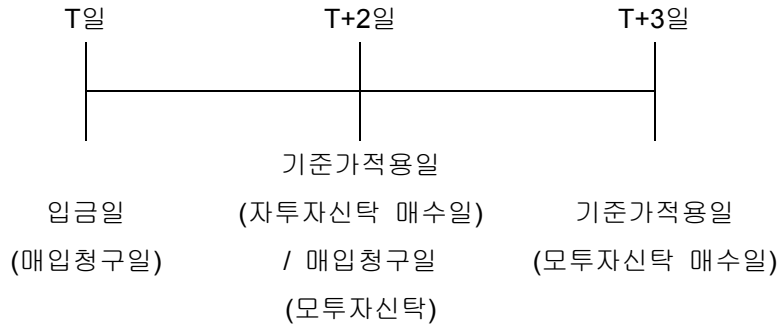 T일 T+2일 T+3일
기준가적용일
입금일 (자투자신탁 매수일) 기준가적용일
(매입청구일) / 매입청구일 (모투자신탁 매수일)
(모투자신탁)